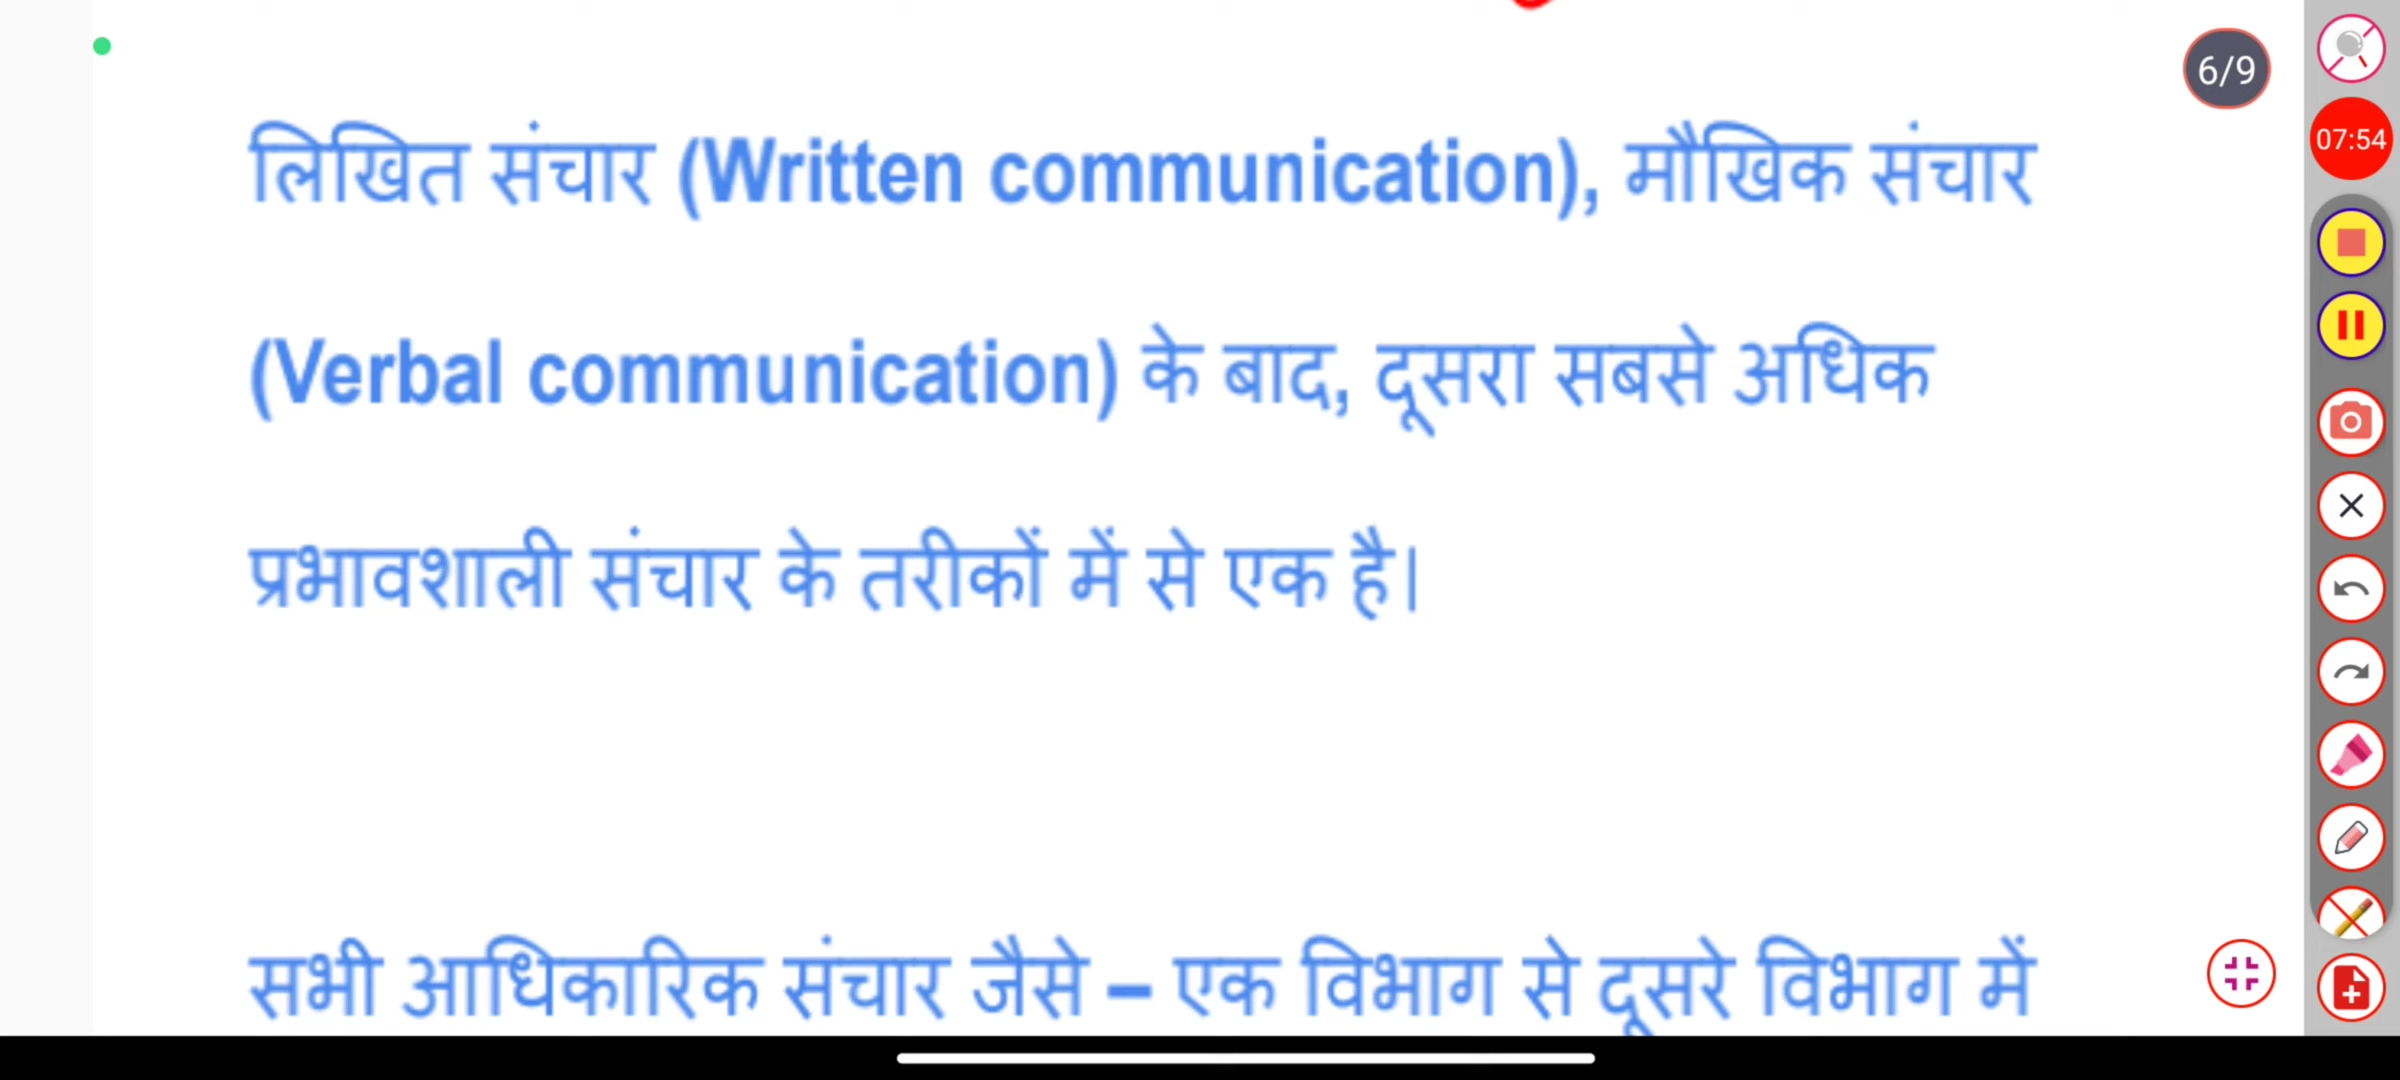 6/9
07:54
लिखित संचार (Written communication), मौखिक संचार
(Verbal communication) के बाद, दूसरा सबसे अधिक
प्रभावशाली संचार के तरीकों में से एक है।
सभी आधिकारिक संचार जैसे – एक विभाग से दूसरे विभाग में